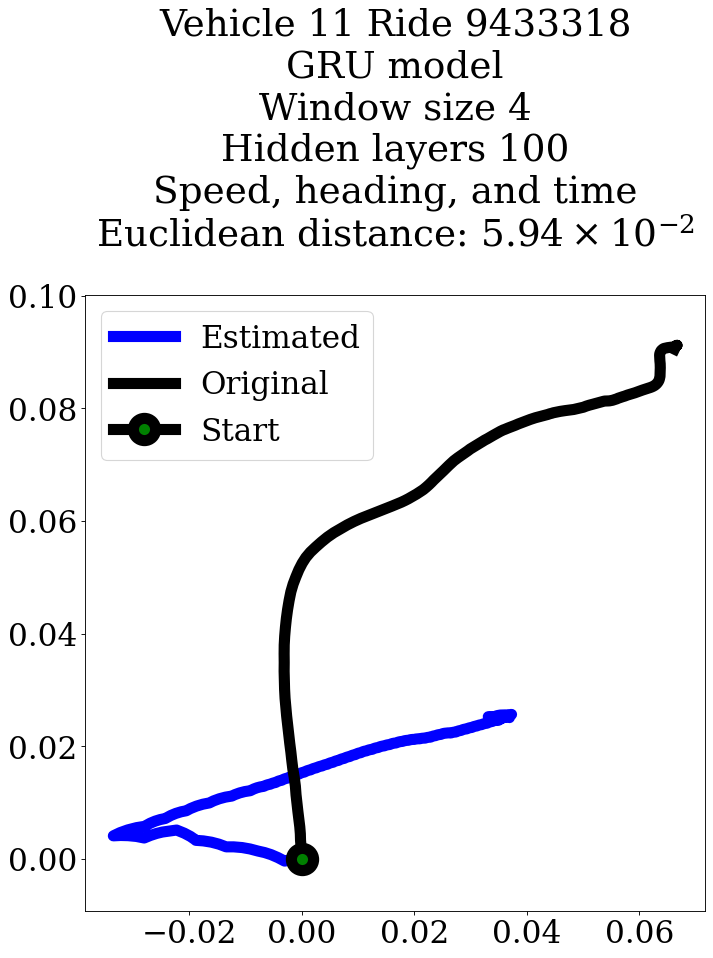 Vehicle 11 Ride 9433318
GRU model
Window size 4
Hidden layers 100
Speed, heading, and time
Euclidean distance: 5.94 × 10⁻²
Estimated
Original
Start
0.10
0.08
0.06
0.04
0.02
0.00
−0.02 0.00 0.02 0.04 0.06